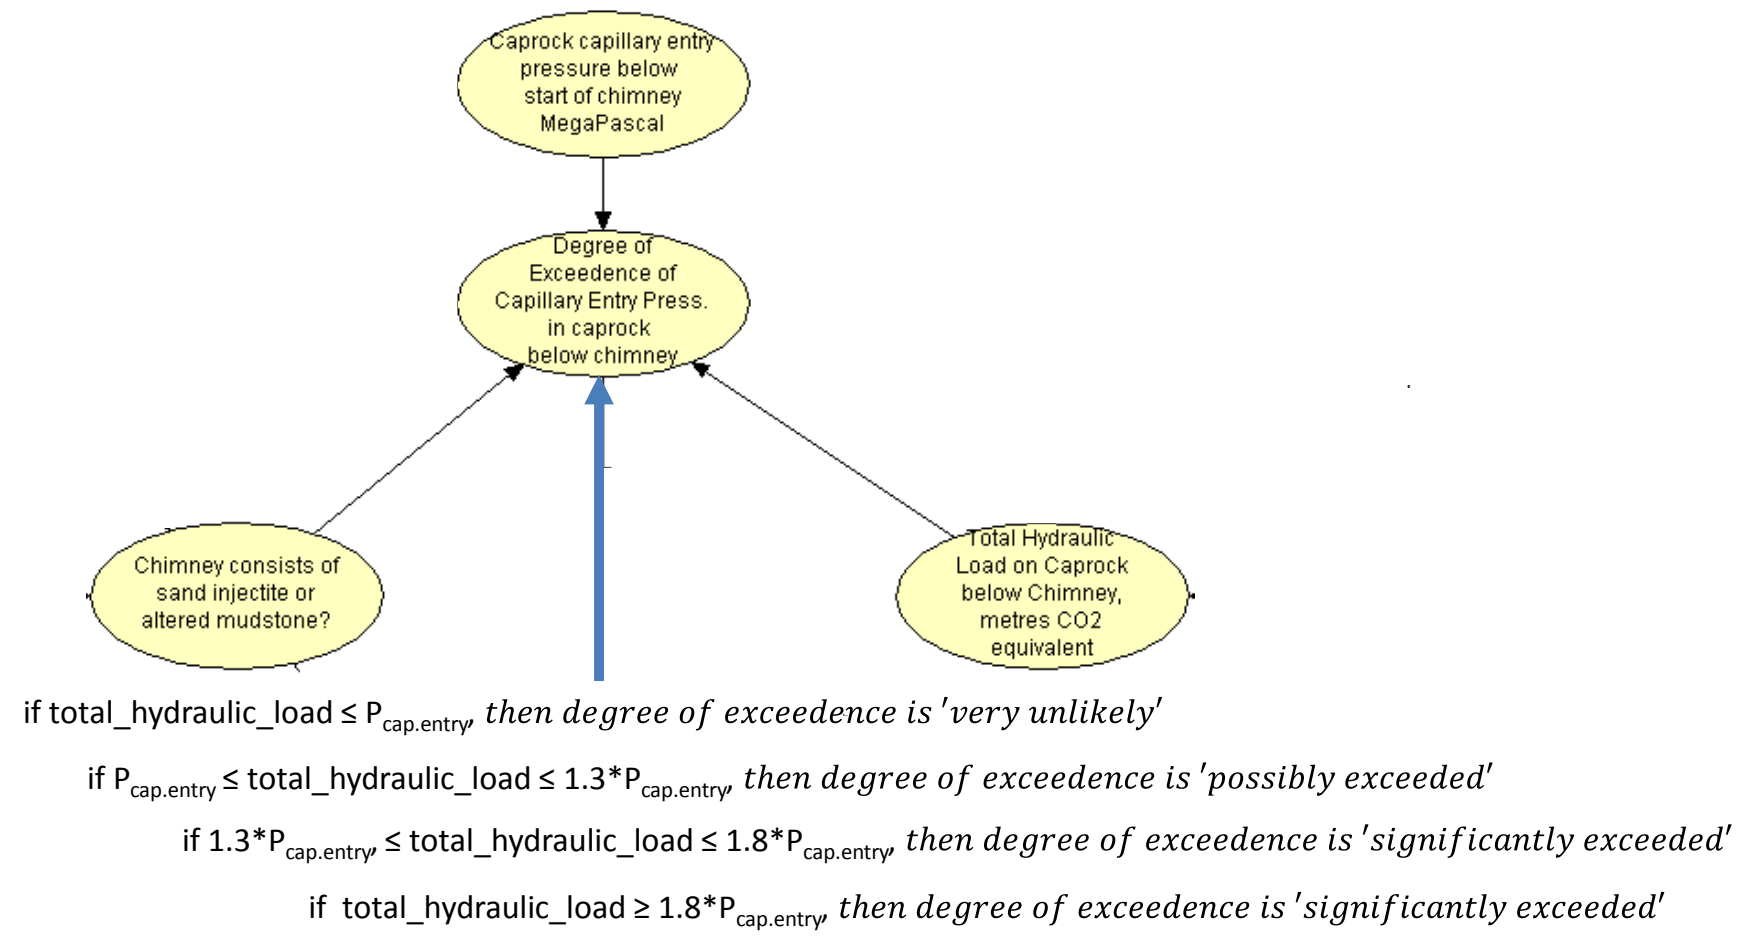 Caprock capillary entry
pressure below
start of chimney
MegaPascal
Degree of
Exceedence of
Capillary Entry Press.
in caprock
below chimney
Chimney consists of
sand injectite or
altered mudstone?
Total Hydraulic
Load on Caprock
below Chimney,
metres CO2
equivalent
if total_hydraulic_load ≤ Pcap.entry, then degree of exceedence is 'very unlikely'
if Pcap.entry ≤ total_hydraulic_load ≤ 1.3*Pcap.entry, then degree of exceedence is 'possibly exceeded'
if 1.3*Pcap.entry, ≤ total_hydraulic_load ≤ 1.8*Pcap.entry, then degree of exceedence is 'significantly exceeded'
if total_hydraulic_load ≥ 1.8*Pcap.entry, then degree of exceedence is 'significantly exceeded'